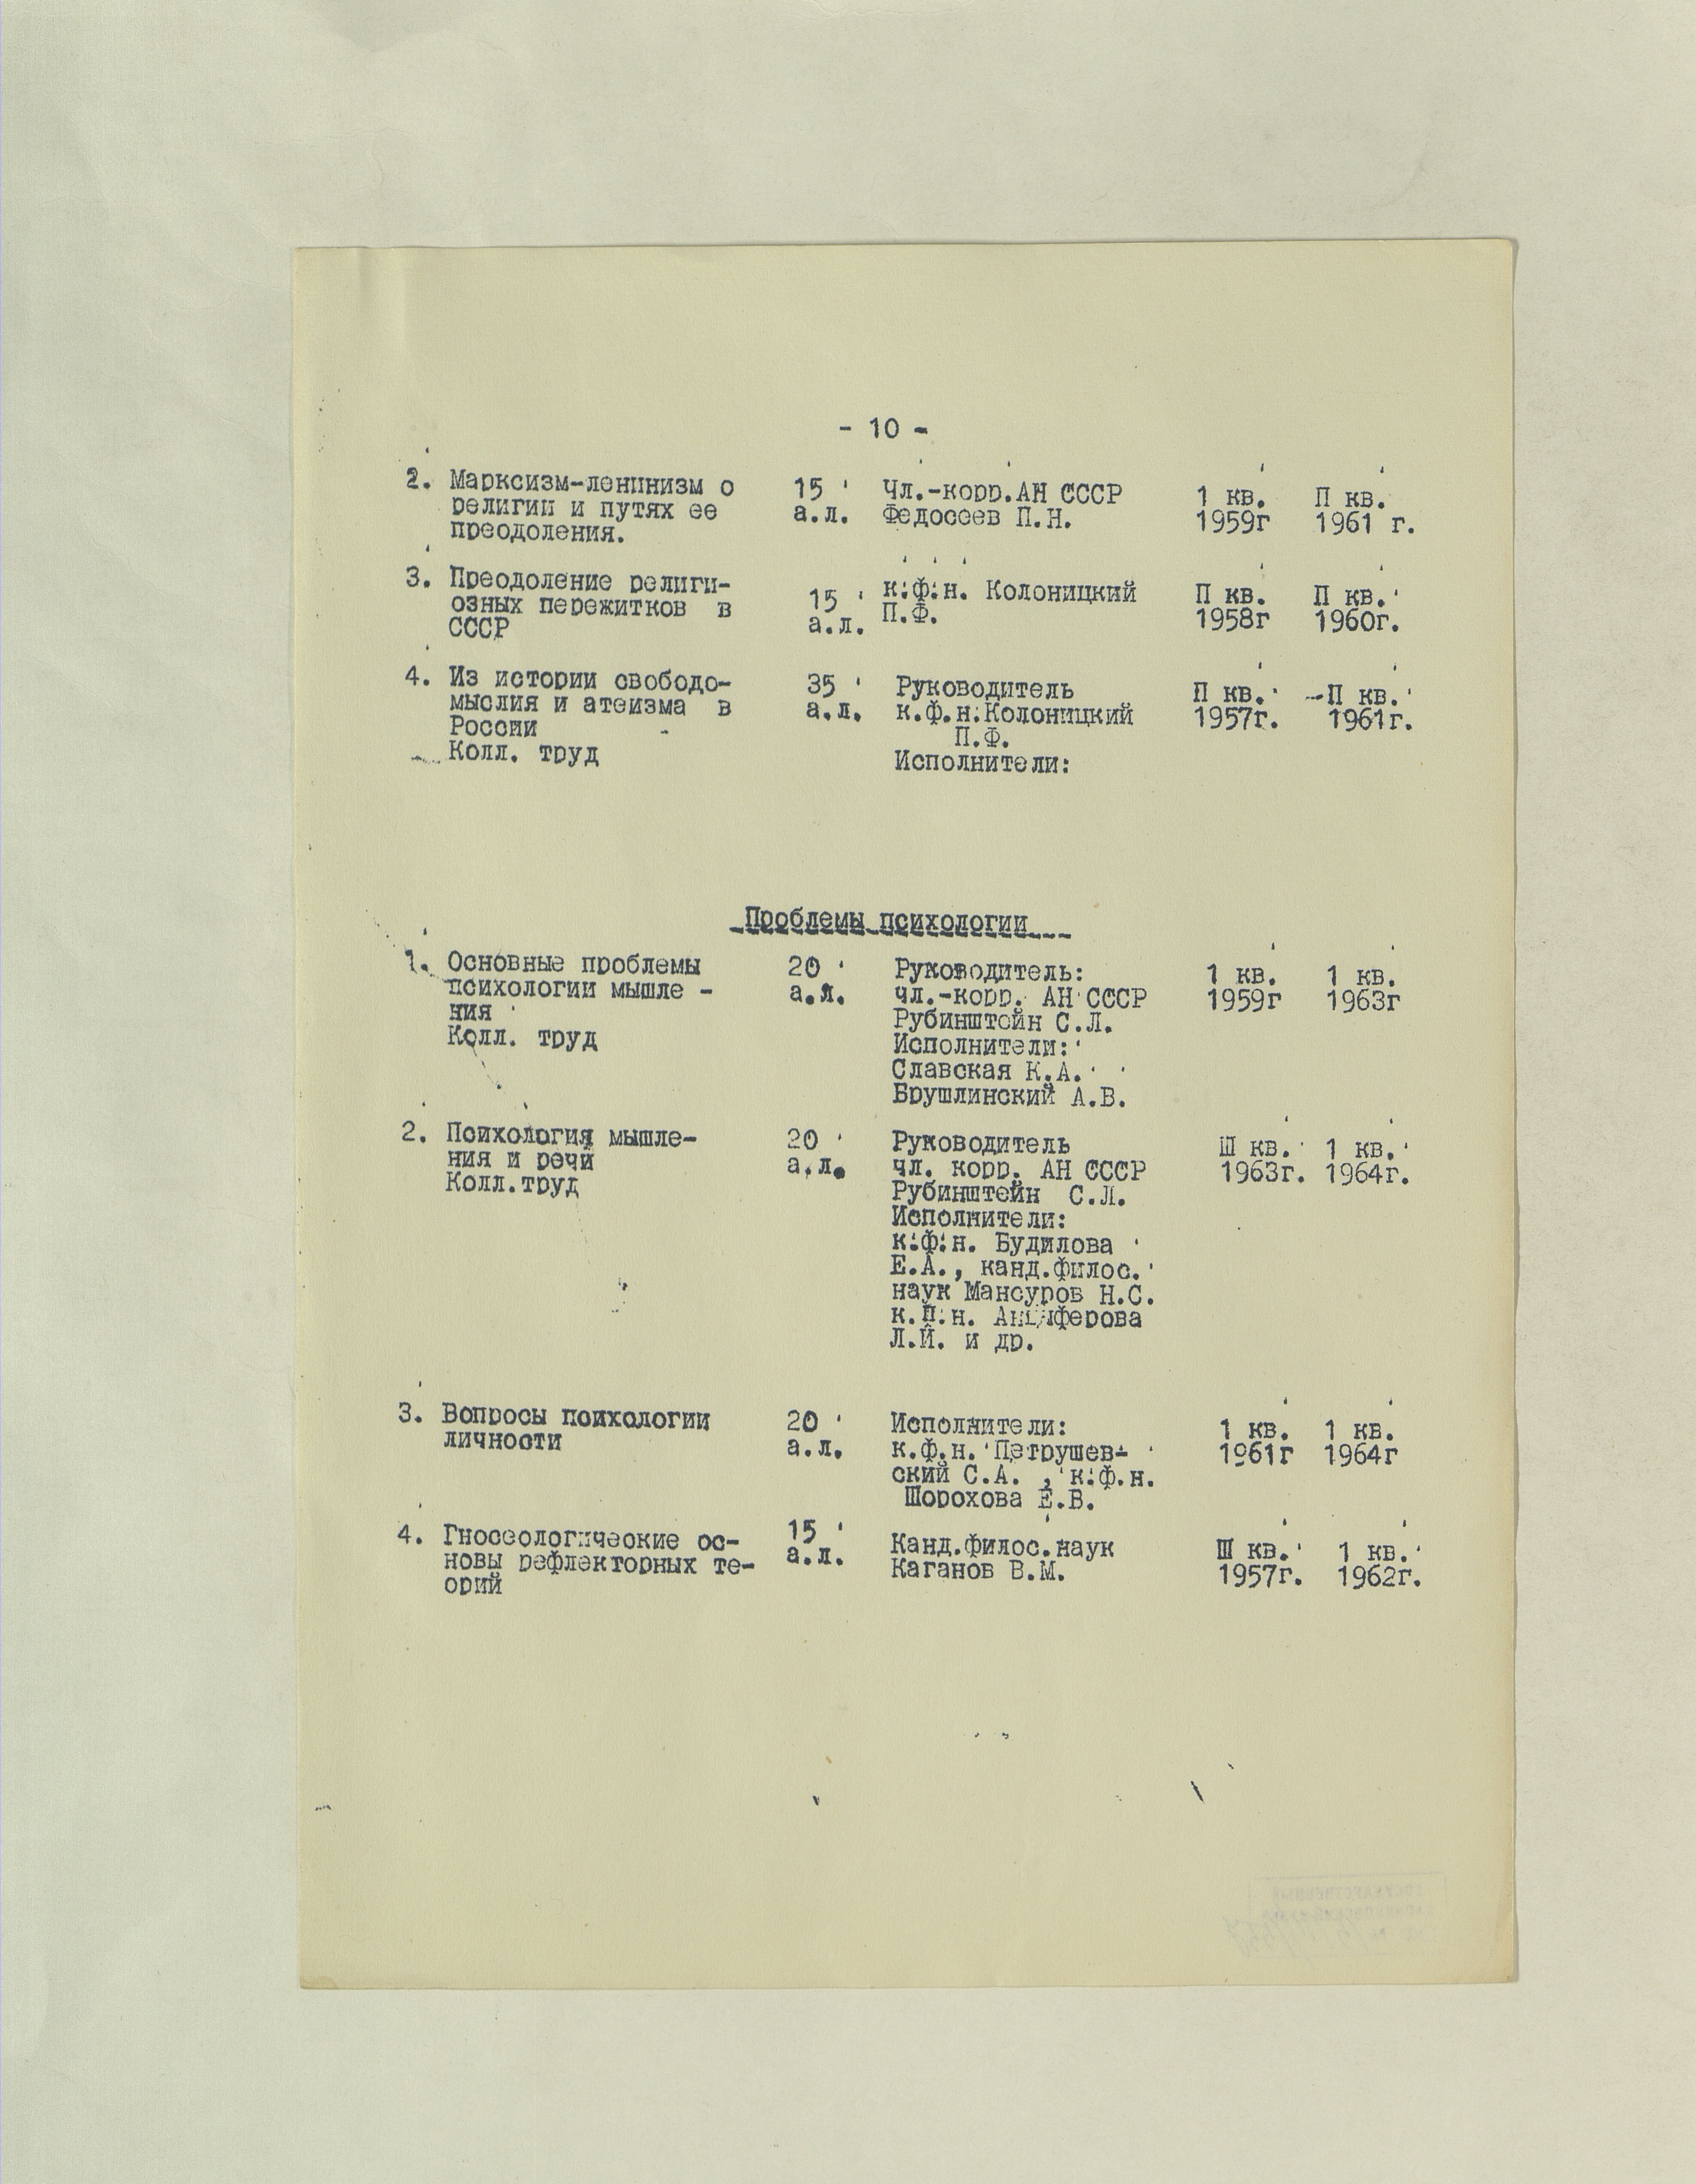 - 10 -
2. Марксизм-ленинизм о 15 Чл.-корр.АН СССР 1 кв. П кв.
религии и путях ее а.л. Федосеев П.Н. 1959г 1961 г.
преодоления.
3. Преодоление религи- к.ф.н. Колоницкий П кв. П кв.
озных пережитков в 15 П.Ф. 1958г 1960г.
СССР а.л.
4. Из истории свободо- 35 Руководитель П кв. П кв.
мыслия и атеизма в а.л. к.ф.н.Колоницкий 1957г. 1961г.
России П.Ф.
Колл. труд Исполнители:
Проблемы психологии
1. Основные проблемы 20 Руководитель: 1 кв. 1 кв.
психологии мышле - а.л. чл.-корр. АН СССР 1959г 1963г
ния Рубинштейн С.Л.
Колл. труд Исполнители:
Славская К.А.
Брушлинский А.В.
2. Психология мышле- 20 Руководитель Ш кв. 1 кв.
ния и речи а.л. чл. корр. АН СССР 1963г. 1964г.
Колл.труд Рубинштейн С.Л.
Исполнители:
к.ф.н. Будилова
Е.А., канд.филос.
наук Мансуров Н.С.
к.п.н. Анциферова
Л.И. и др.
3. Вопросы психологии 20 Исполнители: 1 кв. 1 кв.
личности а.л. к.ф.н. Петрушев- 1961г 1964г
ский С.А. , к.ф.н.
Шорохова Е.В.
4. Гносеологические ос- 15 Канд.филос.наук Ш кв. 1 кв.
новы рефлекторных те- а.л. Каганов В.М. 1957г. 1962г.
орий